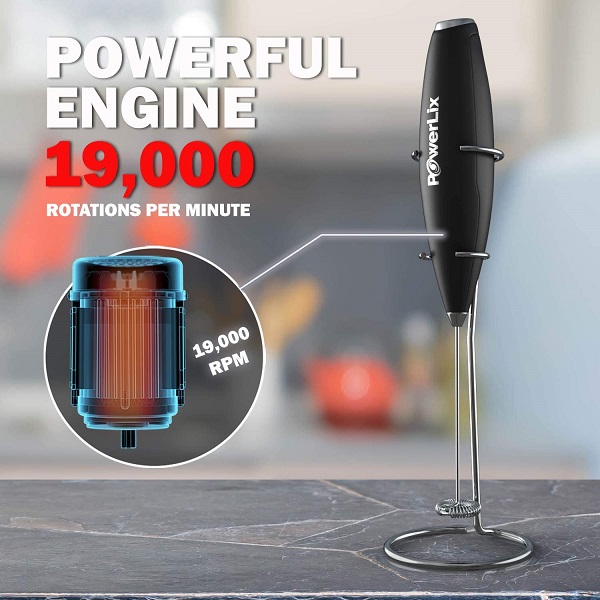 POWERFUL
ENGINE
19,000
ROTATIONS PER MINUTE
19,000
RPM
PowerLix